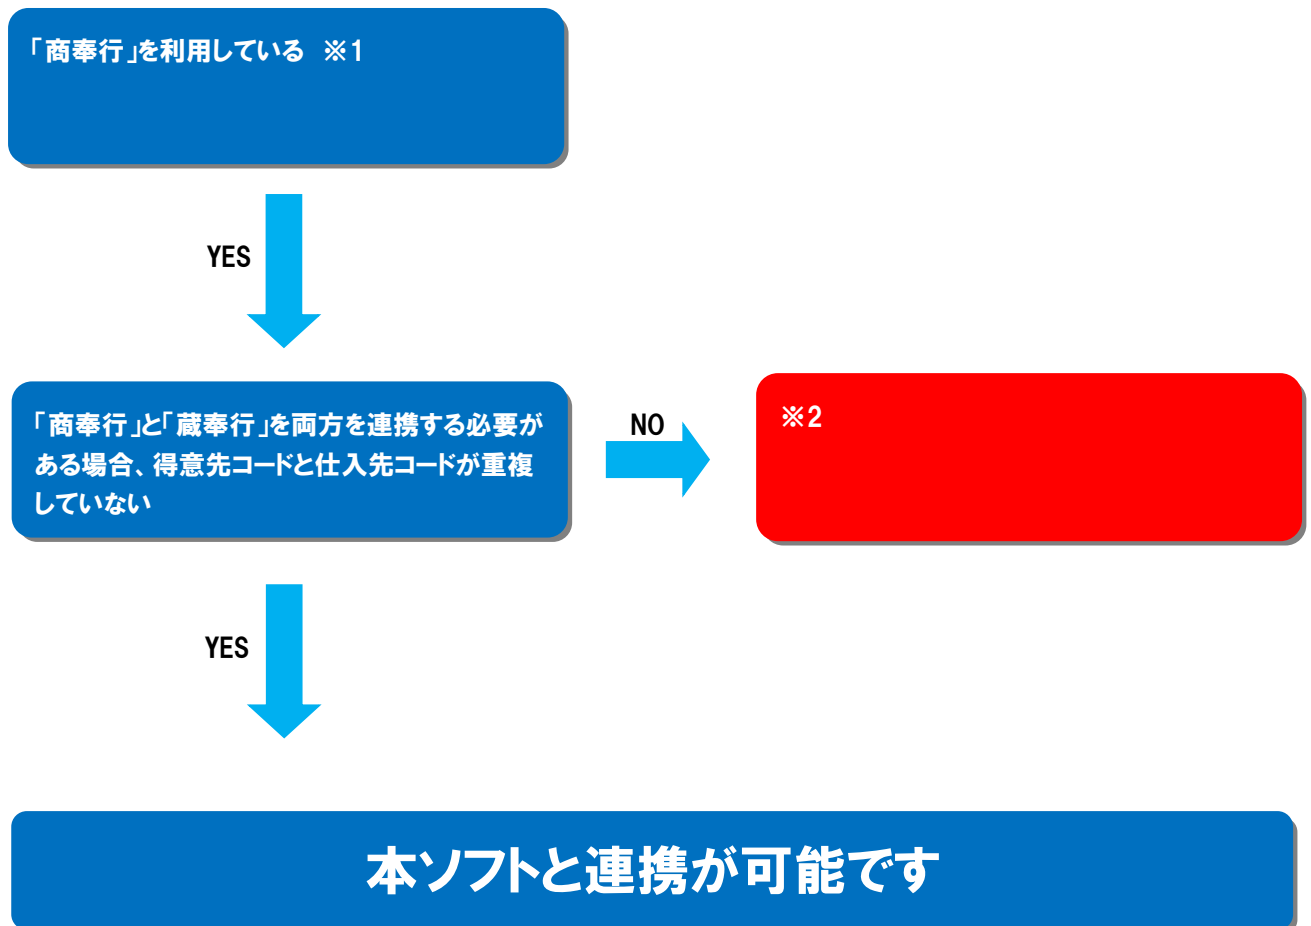 「商奉行」を利用している ※1
YES
「商奉行」と「蔵奉行」を両方を連携する必要が
ある場合、得意先コードと仕入先コードが重複
していない
NO
※2
YES
本ソフトと連携が可能です